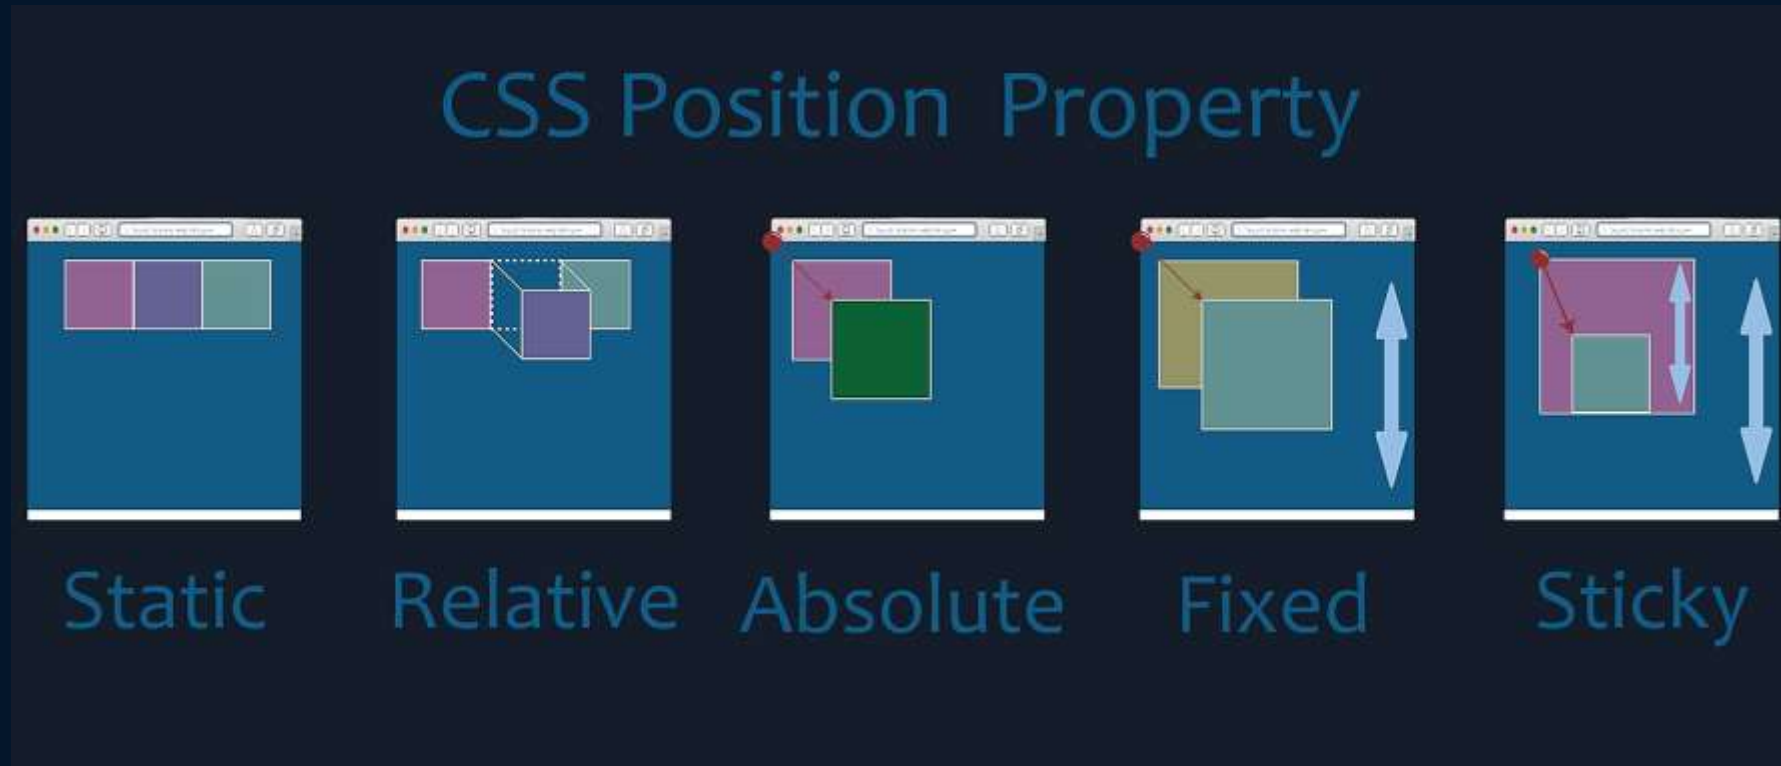 CSS Position Property
Static
Relative
Absolute
Fixed
Sticky